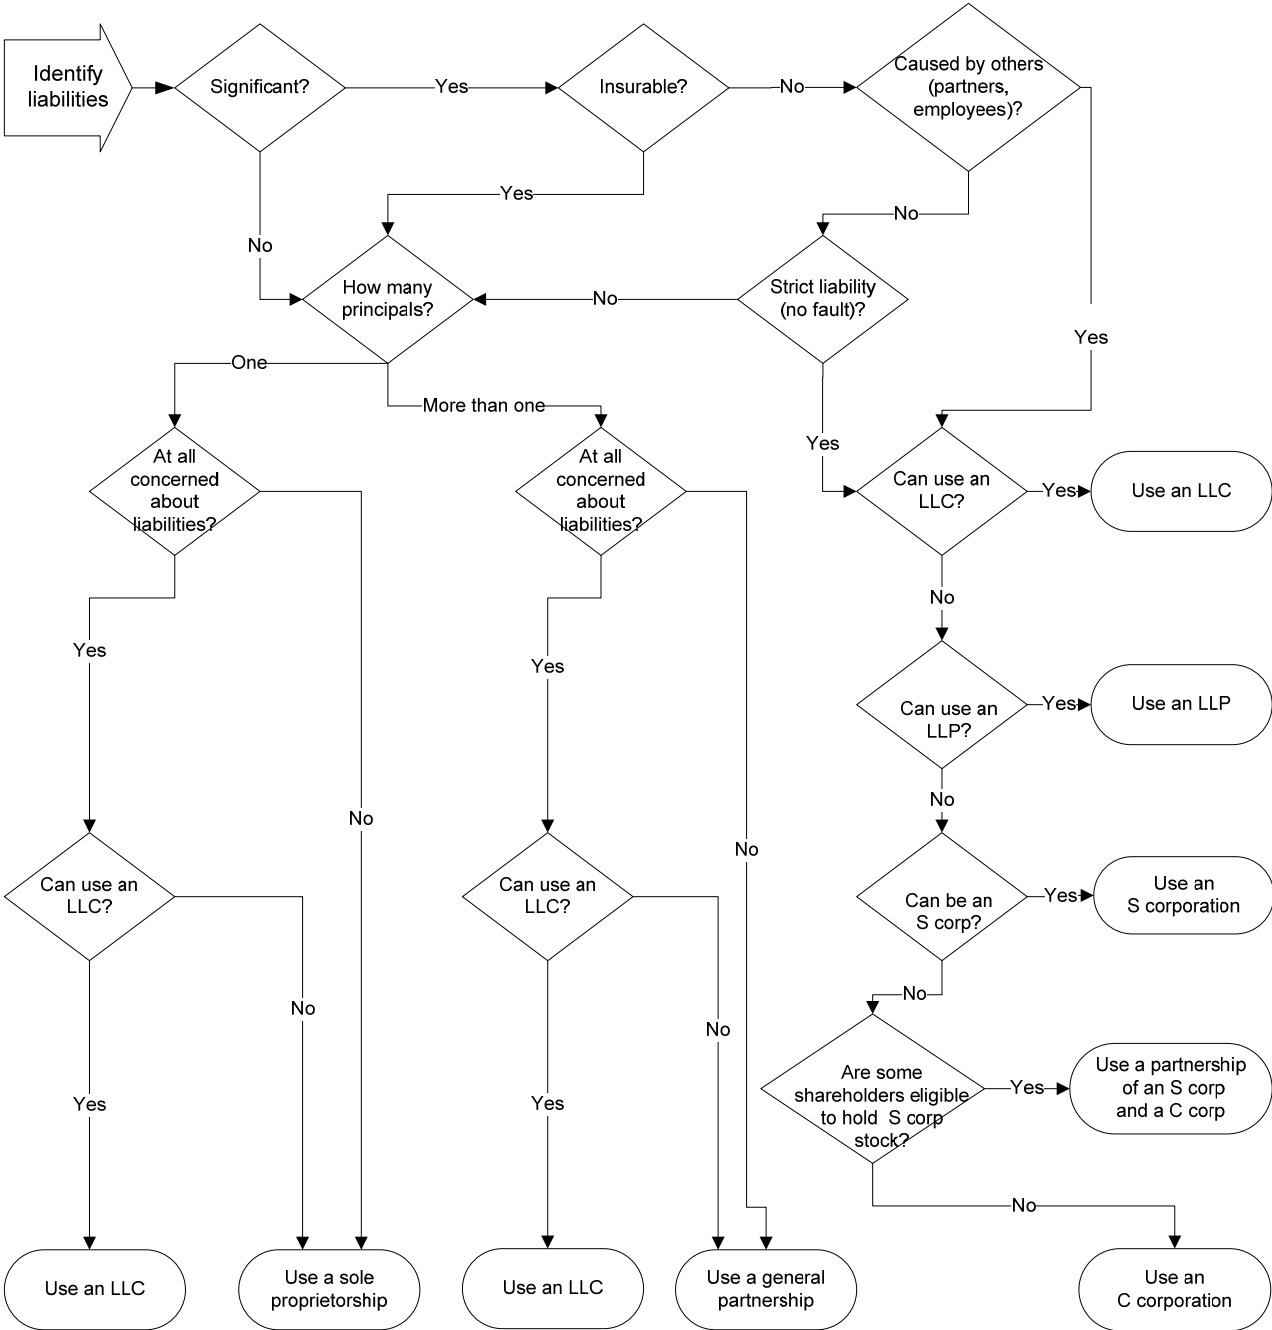 Identify
liabilities
Significant?
Yes
Insurable?
No
Caused by others
(partners,
employees)?
Yes
No
No
How many
principals?
No
Strict liability
(no fault)?
Yes
One
More than one
Yes
At all
concerned
about
liabilities?
At all
concerned
about
liabilities?
Can use an
LLC?
Yes
Use an LLC
No
Yes
Yes
Can use an
LLP?
Yes
Use an LLP
No
No
No
Can use an
LLC?
Can use an
LLC?
Can be an
S corp?
Yes
Use an
S corporation
No
No
No
Are some
shareholders eligible
to hold  S corp
stock?
Yes
Use a partnership
of an S corp
and a C corp
Yes
Yes
No
Use an LLC
Use a sole
proprietorship
Use an LLC
Use a general
partnership
Use an
C corporation